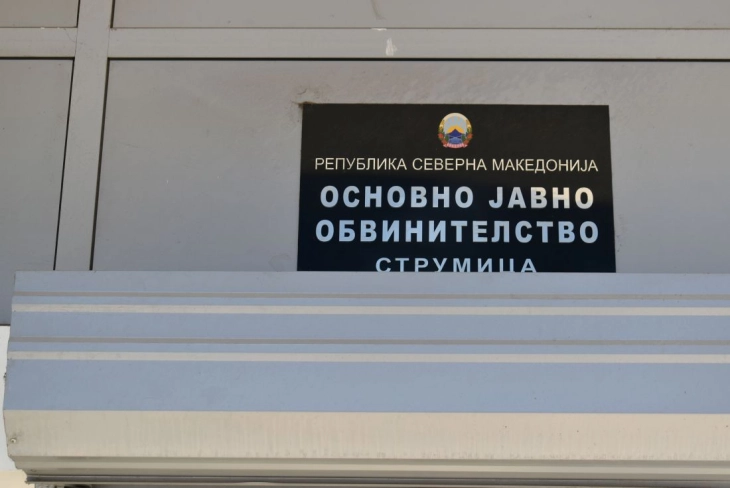 РЕПУБЛИКА СЕВЕРНА МАКЕДОНИЈА
ОСНОВНО ЈАВНО
ОБВИНИТЕЛСТВО
СТРУМИЦА